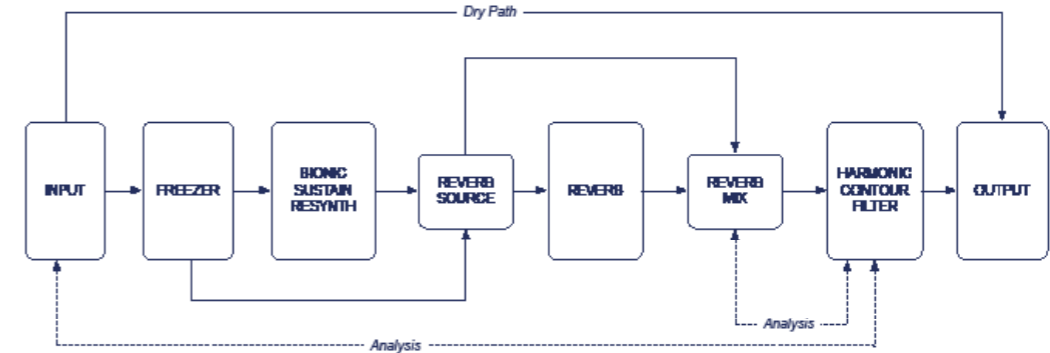 Dry Path
INPUT
FREEZER
BIONIC
SUSTAIN
RESYNTH
REVERB
SOURCE
REVERB
REVERB
MIX
HARMONIC
CONTOUR
FILTER
OUTPUT
Analysis
Analysis